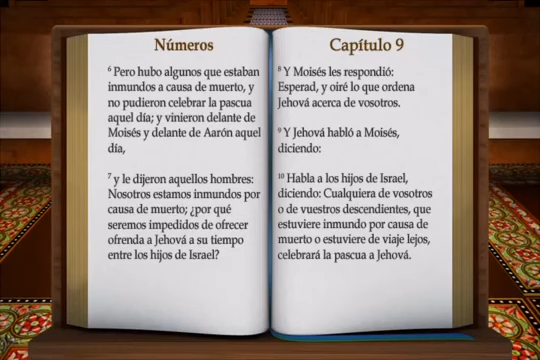 Números
⁶ Pero hubo algunos que estaban
inmundos a causa de muerto, y
no pudieron celebrar la pascua
aquel día; y vinieron delante de
Moisés y delante de Aarón aquel
día,
⁷ y le dijeron aquellos hombres:
Nosotros estamos inmundos por
causa de muerto; ¿por qué
seremos impedidos de ofrecer
ofrenda a Jehová a su tiempo
entre los hijos de Israel?
Capítulo 9
⁸ Y Moisés les respondió:
Esperad, y oiré lo que ordena
Jehová acerca de vosotros.
⁹ Y Jehová habló a Moisés,
diciendo:
¹⁰ Habla a los hijos de Israel,
diciendo: Cualquiera de vosotros
o de vuestros descendientes, que
estuviere inmundo por causa de
muerto o estuviere de viaje lejos,
celebrará la pascua a Jehová.